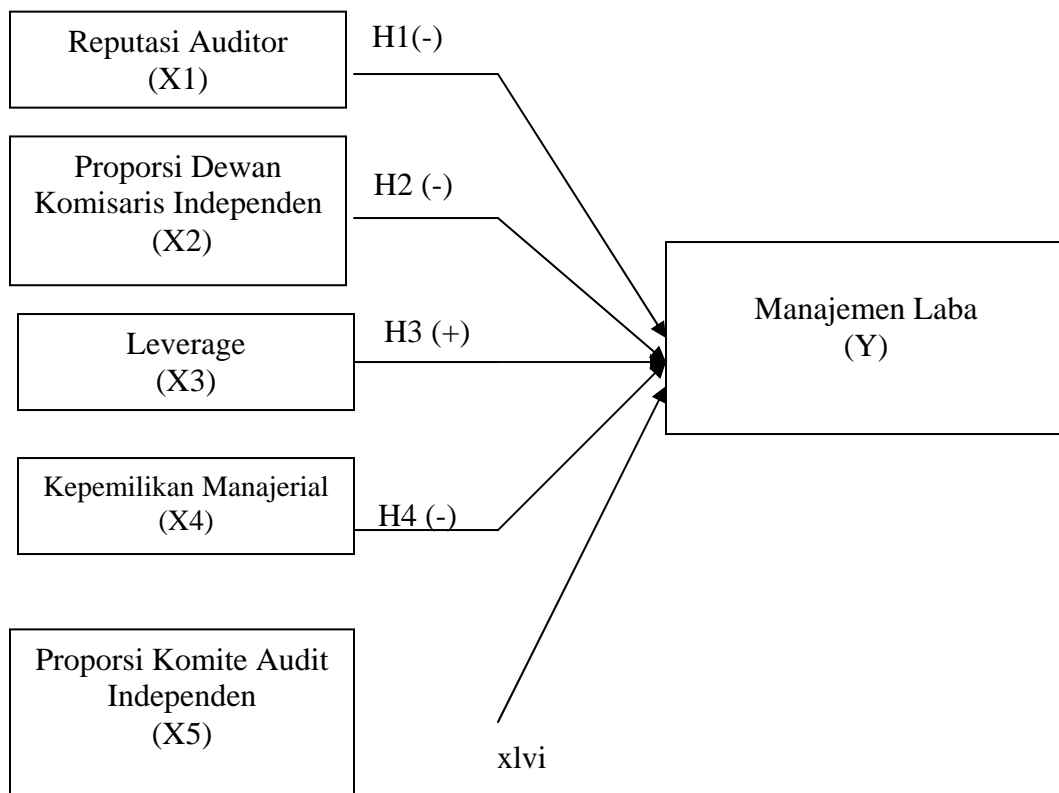 Reputasi Auditor
(X1)
H1(-)
Proporsi Dewan
Komisaris Independen
(X2)
H2 (-)
Leverage
(X3)
H3 (+)
Manajemen Laba
(Y)
Kepemilikan Manajerial
(X4)
H4 (-)
Proporsi Komite Audit
Independen
(X5)
xlvi